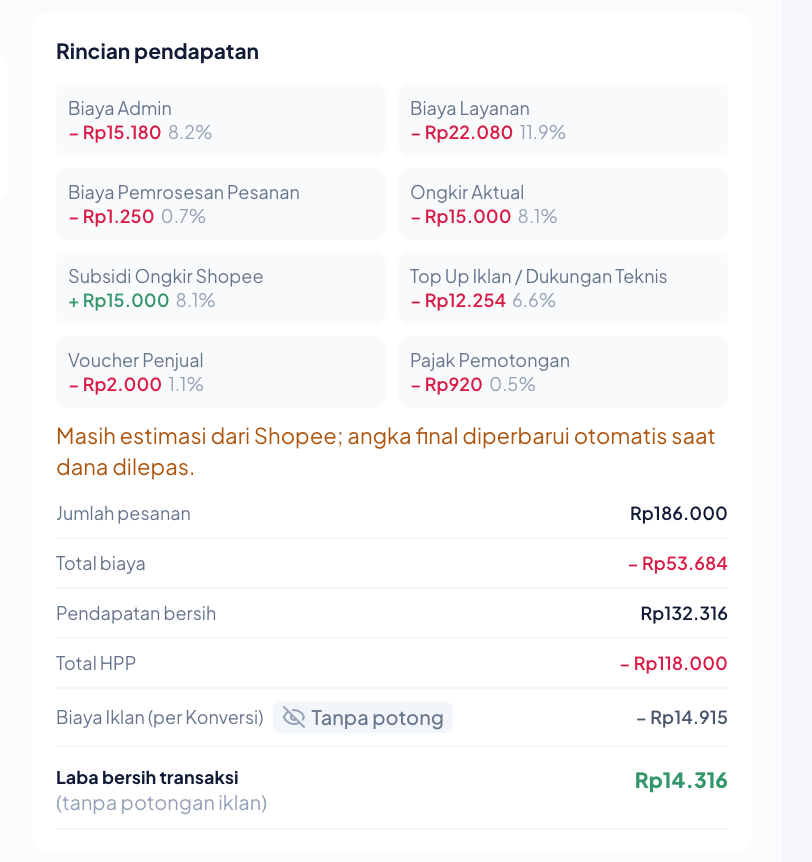 Rincian pendapatan
Biaya Admin
– Rp15.180 8.2%
Biaya Layanan
– Rp22.080 11.9%
Biaya Pemrosesan Pesanan
– Rp1.250 0.7%
Ongkir Aktual
– Rp15.000 8.1%
Subsidi Ongkir Shopee
+ Rp15.000 8.1%
Top Up Iklan / Dukungan Teknis
– Rp12.254 6.6%
Voucher Penjual
– Rp2.000 1.1%
Pajak Pemotongan
– Rp920 0.5%
Masih estimasi dari Shopee; angka final diperbarui otomatis saat
dana dilepas.
Jumlah pesanan Rp186.000
Total biaya – Rp53.684
Pendapatan bersih Rp132.316
Total HPP – Rp118.000
Biaya Iklan (per Konversi) Tanpa potong – Rp14.915
Laba bersih transaksi Rp14.316
(tanpa potongan iklan)